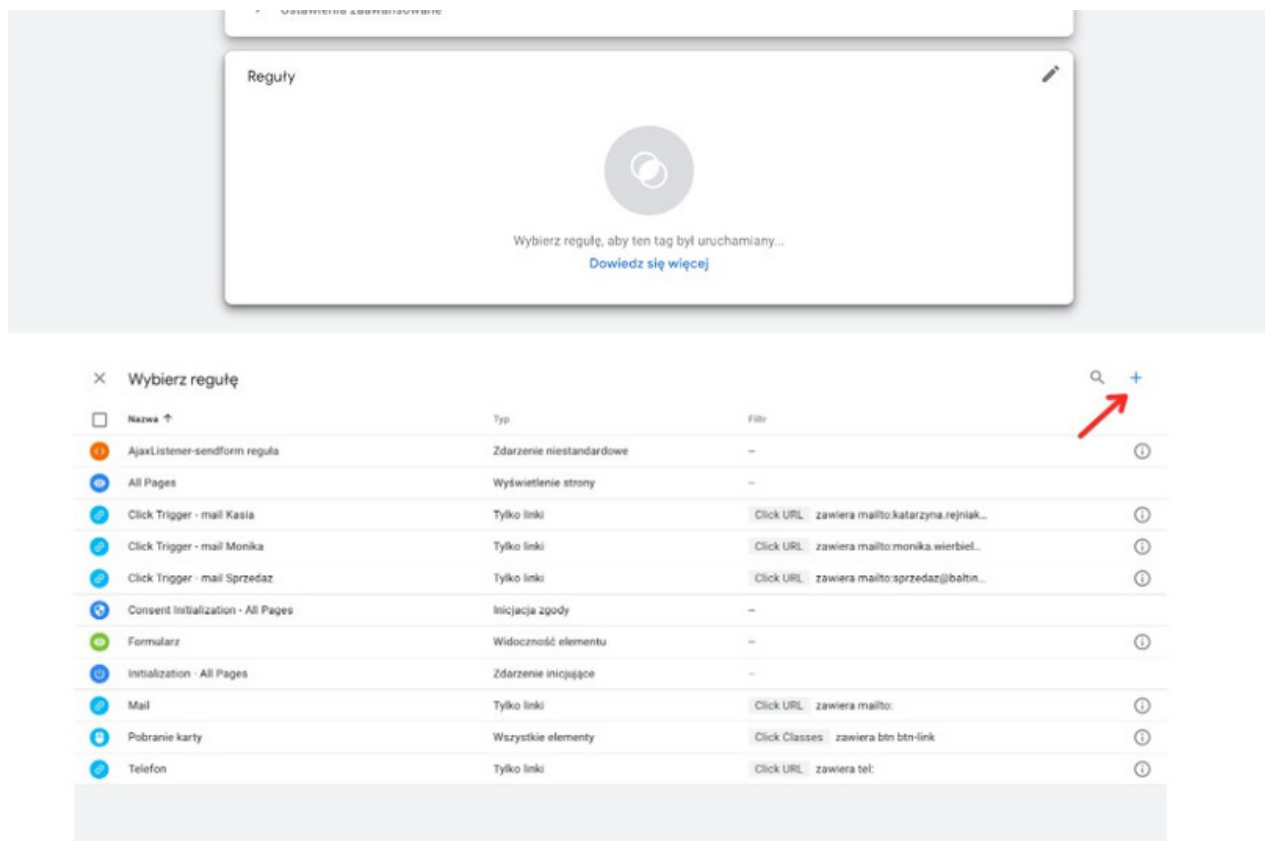 Ustawienia zaawansowane
Reguły
Wybierz regułę, aby ten tag był uruchamiany...
Dowiedz się więcej
Wybierz regułę
Nazwa Typ Filtr
AjaxListener-sendform reguła Zdarzenie niestandardowe –
All Pages Wyświetlenie strony –
Click Trigger - mail Kasia Tylko linki Click URL zawiera mailto:katarzyna.rejniak...
Click Trigger - mail Monika Tylko linki Click URL zawiera mailto:monika.wierbiel...
Click Trigger - mail Sprzedaz Tylko linki Click URL zawiera mailto:sprzedaz@baltin...
Consent Initialization - All Pages Inicjacja zgody –
Formularz Widoczność elementu –
Initialization - All Pages Zdarzenie inicjujące –
Mail Tylko linki Click URL zawiera mailto:
Pobranie karty Wszystkie elementy Click Classes zawiera btn btn-link
Telefon Tylko linki Click URL zawiera tel: